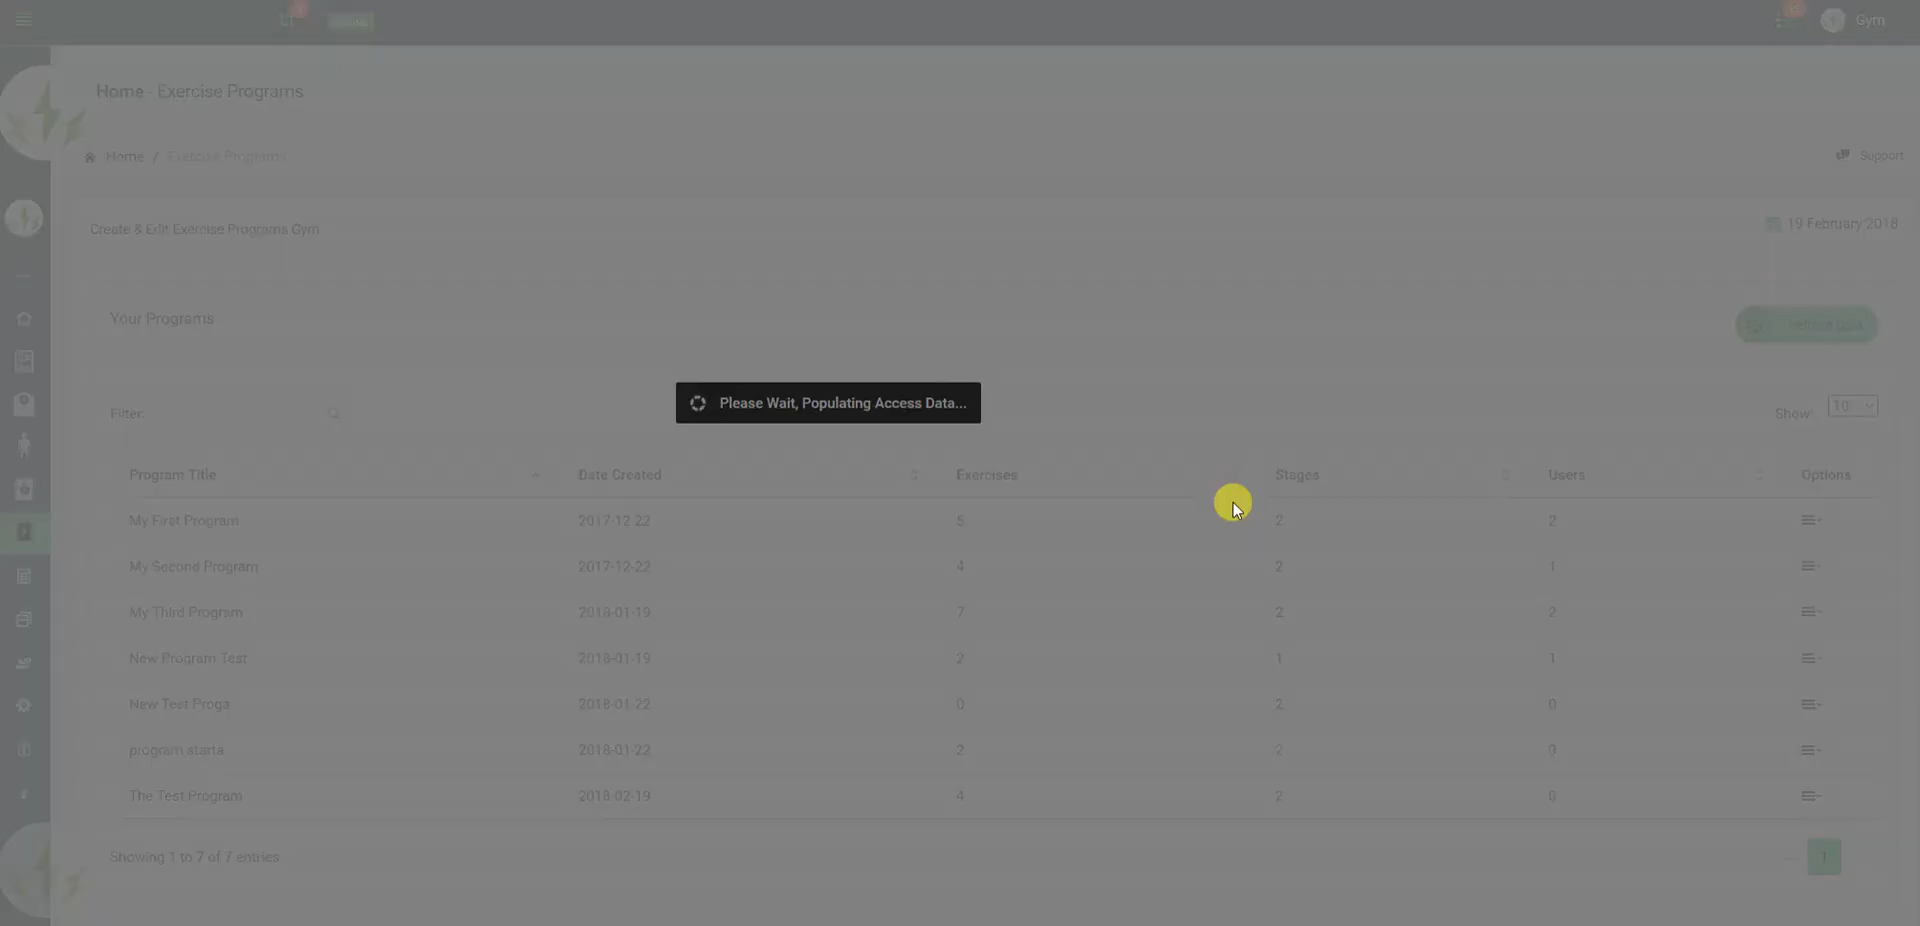 Gym
Home - Exercise Programs
Home / Exercise Programs
Support
Create & Edit Exercise Programs Gym
19 February 2018
Your Programs
Refresh Data
Please Wait, Populating Access Data...
Filter:
Show: 10
Program Title Date Created Exercises Stages Users Options
My First Program 2017-12-22 5 2 2
My Second Program 2017-12-22 4 2 1
My Third Program 2018-01-19 7 2 2
New Program Test 2018-01-19 2 1 1
New Test Proga 2018-01-22 0 2 0
program starta 2018-01-22 2 2 0
The Test Program 2018-02-19 4 2 0
Showing 1 to 7 of 7 entries
1